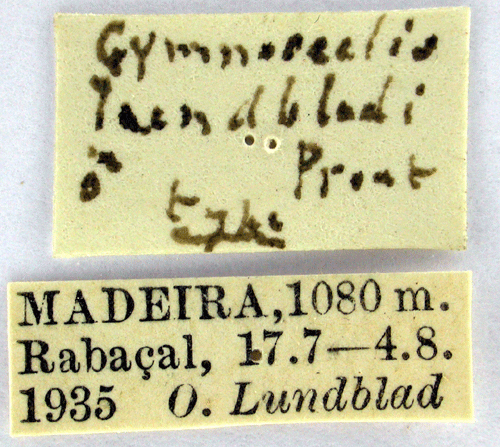 Gymnoscelis
lundbladi
♂ Prout
type
MADEIRA, 1080 m.
Rabaçal, 17.7—4.8.
1935 O. Lundblad